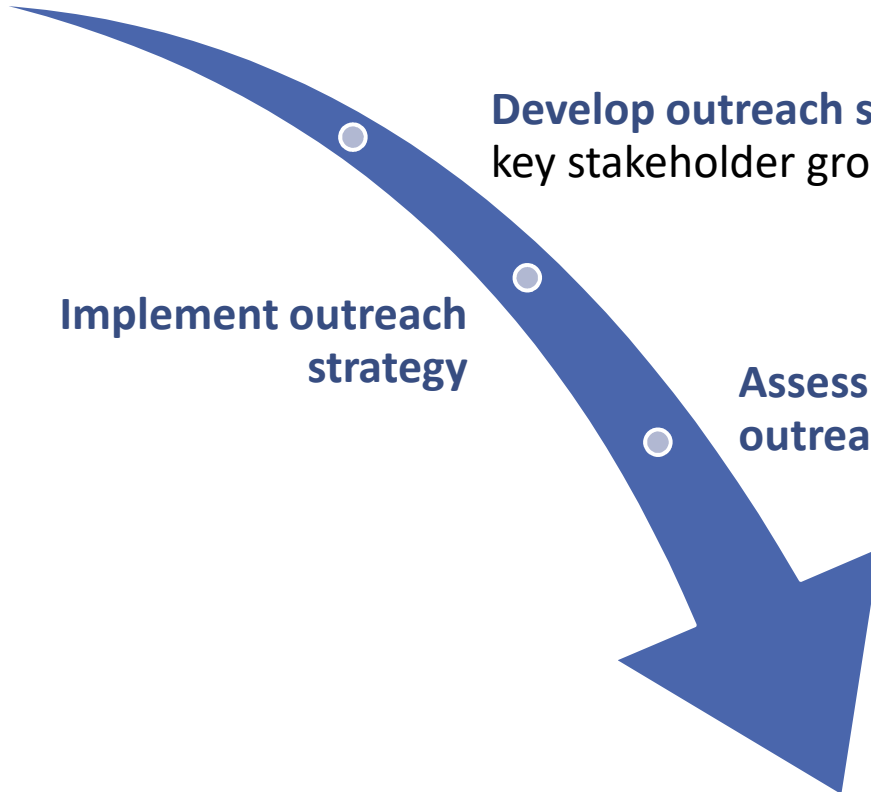 Develop outreach
key stakeholder
Implement outreach
strategy
Assess